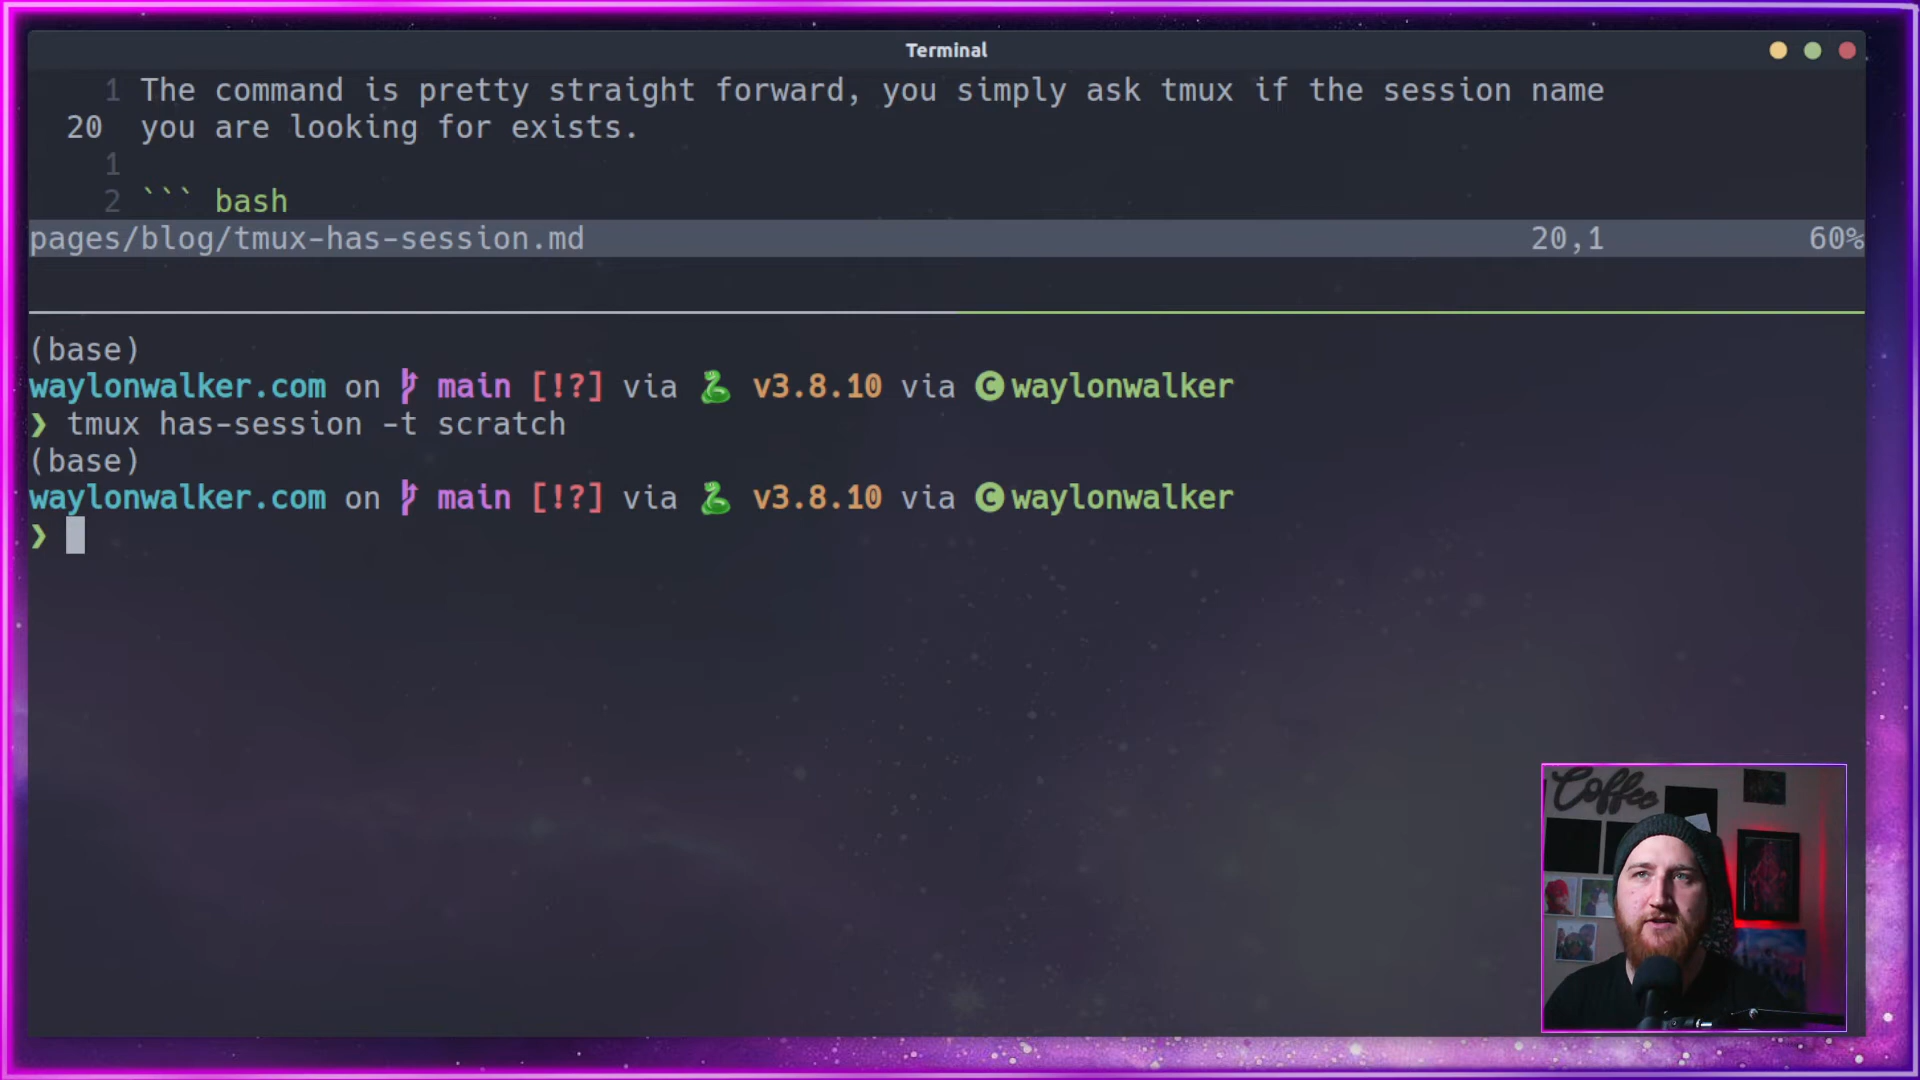 Terminal
1 The command is pretty straight forward, you simply ask tmux if the session name
20 you are looking for exists.
1
2 ``` bash
pages/blog/tmux-has-session.md 20,1 60%
(base)
waylonwalker.com on main [!?] via 🐍 v3.8.10 via 🅒 waylonwalker
❯ tmux has-session -t scratch
(base)
waylonwalker.com on main [!?] via 🐍 v3.8.10 via 🅒 waylonwalker
❯
Coffee